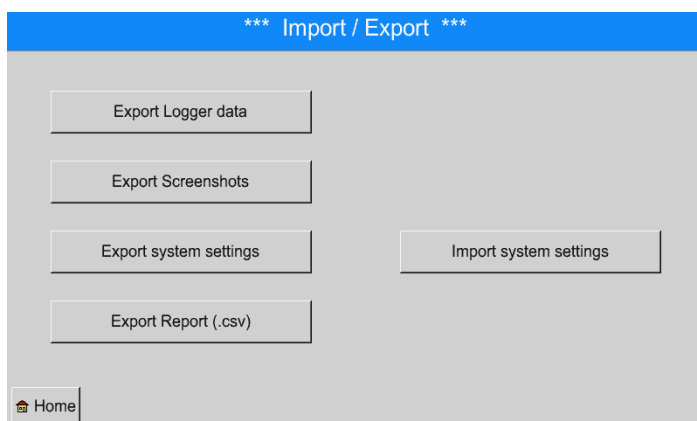 *** Import / Export ***
Export Logger data
Export Screenshots
Export system settings
Import system settings
Export Report (.csv)
Home